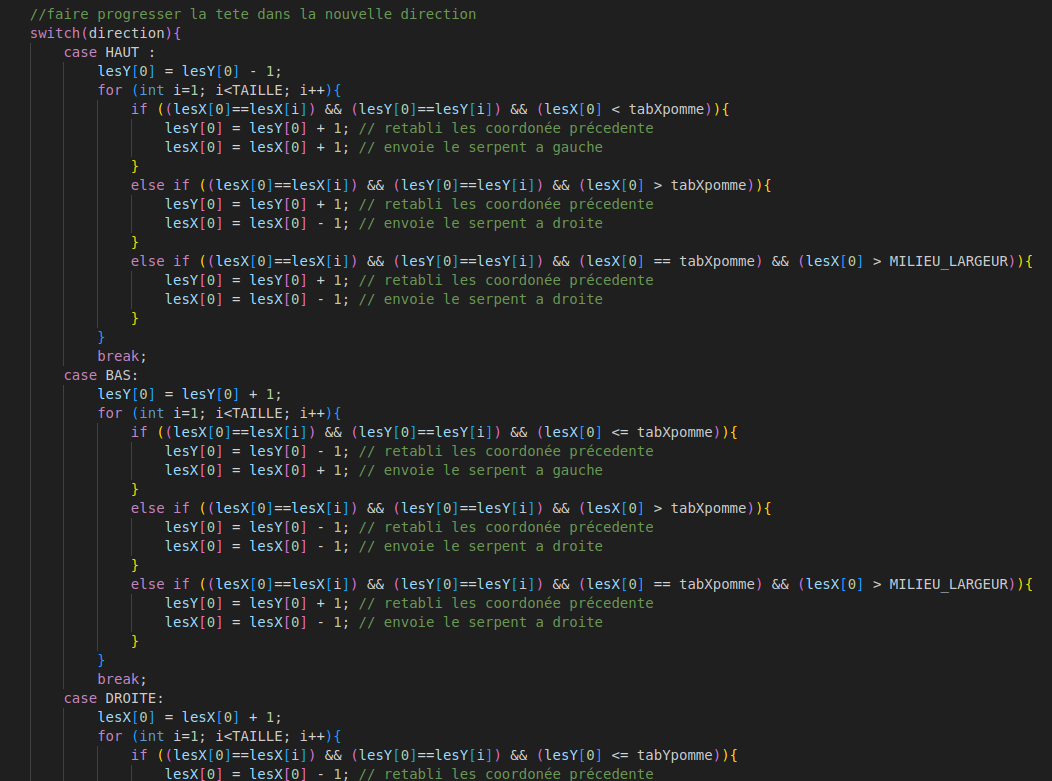 //faire progresser la tete dans la nouvelle direction
switch(direction){
case HAUT :
lesY[0] = lesY[0] - 1;
for (int i=1; i<TAILLE; i++){
if ((lesX[0]==lesX[i]) && (lesY[0]==lesY[i]) && (lesX[0] < tabXpomme)){
lesY[0] = lesY[0] + 1; // retabli les coordonée précedente
lesX[0] = lesX[0] + 1; // envoie le serpent a gauche
}
else if ((lesX[0]==lesX[i]) && (lesY[0]==lesY[i]) && (lesX[0] > tabXpomme)){
lesY[0] = lesY[0] + 1; // retabli les coordonée précedente
lesX[0] = lesX[0] - 1; // envoie le serpent a droite
}
else if ((lesX[0]==lesX[i]) && (lesY[0]==lesY[i]) && (lesX[0] == tabXpomme) && (lesX[0] > MILIEU_LARGEUR)){
lesY[0] = lesY[0] + 1; // retabli les coordonée précedente
lesX[0] = lesX[0] - 1; // envoie le serpent a droite
}
}
break;
case BAS:
lesY[0] = lesY[0] + 1;
for (int i=1; i<TAILLE; i++){
if ((lesX[0]==lesX[i]) && (lesY[0]==lesY[i]) && (lesX[0] <= tabXpomme)){
lesY[0] = lesY[0] - 1; // retabli les coordonée précedente
lesX[0] = lesX[0] + 1; // envoie le serpent a gauche
}
else if ((lesX[0]==lesX[i]) && (lesY[0]==lesY[i]) && (lesX[0] > tabXpomme)){
lesY[0] = lesY[0] - 1; // retabli les coordonée précedente
lesX[0] = lesX[0] - 1; // envoie le serpent a droite
}
else if ((lesX[0]==lesX[i]) && (lesY[0]==lesY[i]) && (lesX[0] == tabXpomme) && (lesX[0] > MILIEU_LARGEUR)){
lesY[0] = lesY[0] + 1; // retabli les coordonée précedente
lesX[0] = lesX[0] - 1; // envoie le serpent a droite
}
}
break;
case DROITE:
lesX[0] = lesX[0] + 1;
for (int i=1; i<TAILLE; i++){
if ((lesX[0]==lesX[i]) && (lesY[0]==lesY[i]) && (lesY[0] <= tabYpomme)){
lesX[0] = lesX[0] - 1; // retabli les coordonée précedente